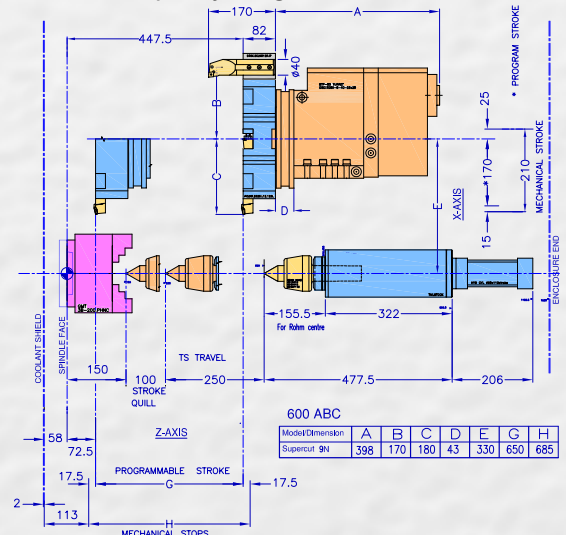 170
82
A
447.5
ø40
B
C
D
E
25
*170
210
15
X-AXIS
* PROGRAM STROKE
MECHANICAL STROKE
ENCLOSURE END
COOLANT SHIELD
SPINDLE FACE
155.5
322
For Rohm centre
TS TRAVEL
150
100
250
477.5
206
STROKE
QUILL
600 ABC
Z-AXIS
58
72.5
Model/Dimension A B C D E G H
Supercut 9N 398 170 180 43 330 650 685
PROGRAMMABLE STROKE
17.5
G
17.5
2
113
H
MECHANICAL STOPS